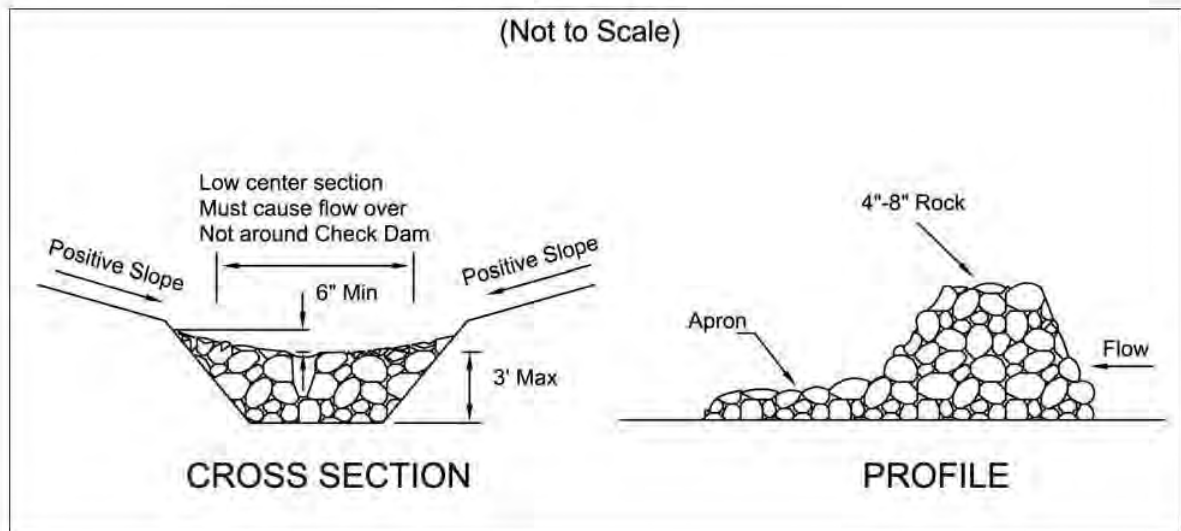 (Not to Scale)
Low center section
Must cause flow over
Not around Check Dam
Positive Slope
Positive Slope
6" Min
3' Max
CROSS SECTION
4"-8" Rock
Apron
Flow
PROFILE